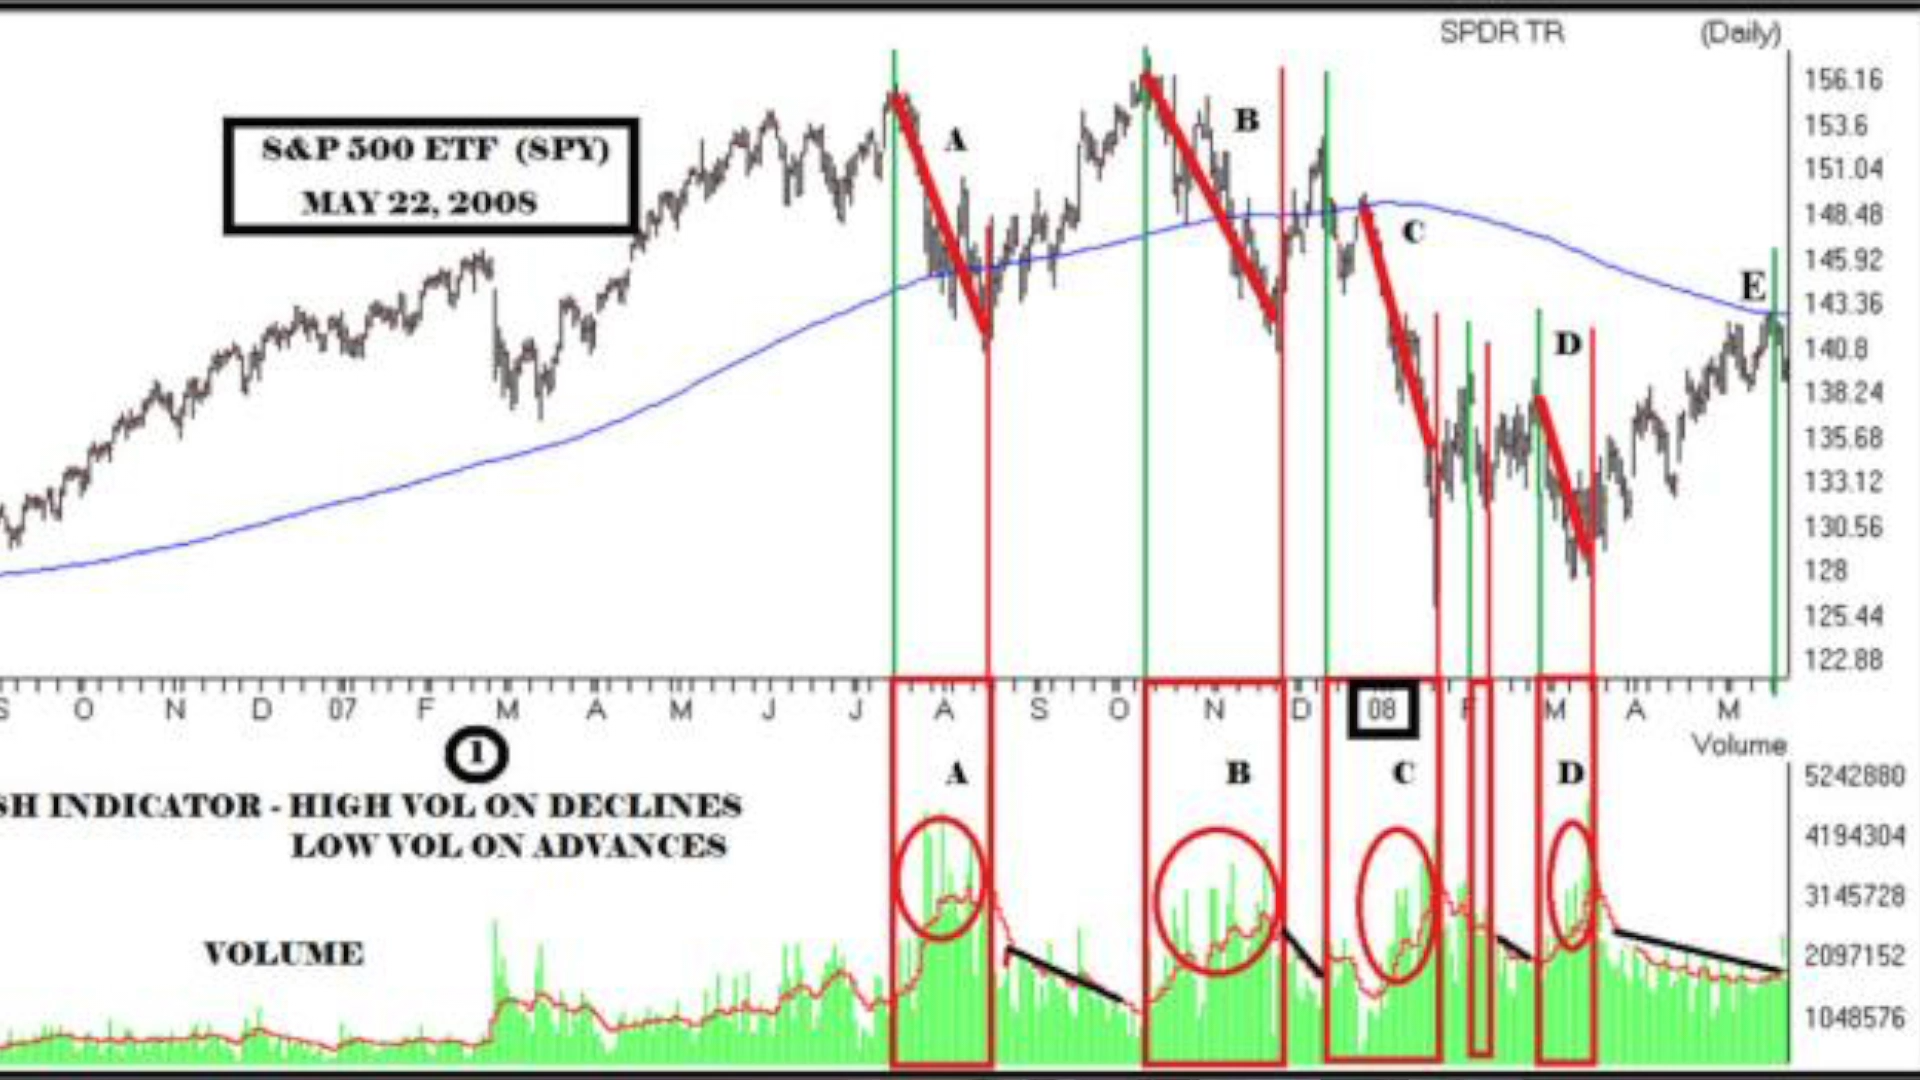 SPDR TR (Daily)
S&P 500 ETF (SPY)
MAY 22, 2008
A
B
C
D
E
156.16
153.6
151.04
148.48
145.92
143.36
140.8
138.24
135.68
133.12
130.56
128
125.44
122.88
S O N D 07 F M A M J J A S O N D 08 F M A M
1
Volume
A B C D
SH INDICATOR - HIGH VOL ON DECLINES
LOW VOL ON ADVANCES
VOLUME
5242880
4194304
3145728
2097152
1048576